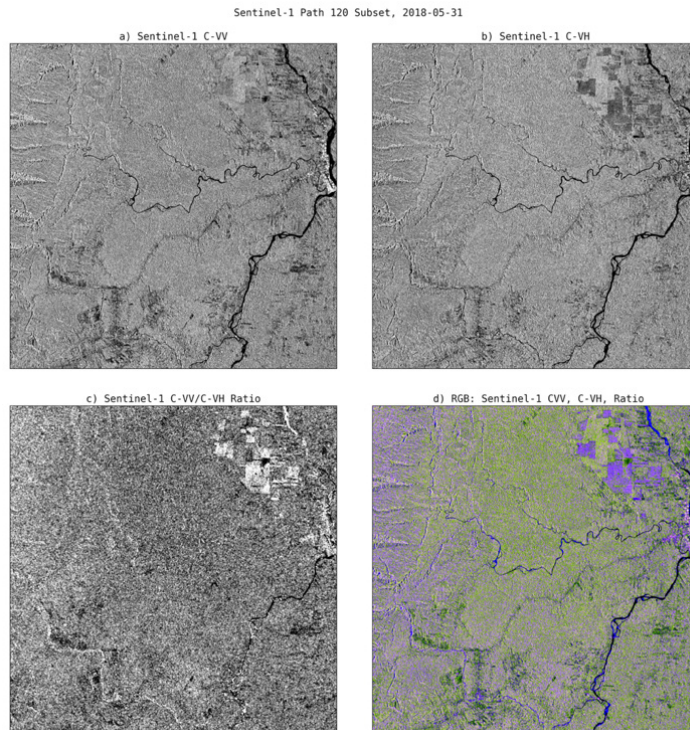 Sentinel-1 Path 120 Subset, 2018-05-31
a) Sentinel-1 C-VV
b) Sentinel-1 C-VH
c) Sentinel-1 C-VV/C-VH Ratio
d) RGB: Sentinel-1 CVV, C-VH, Ratio